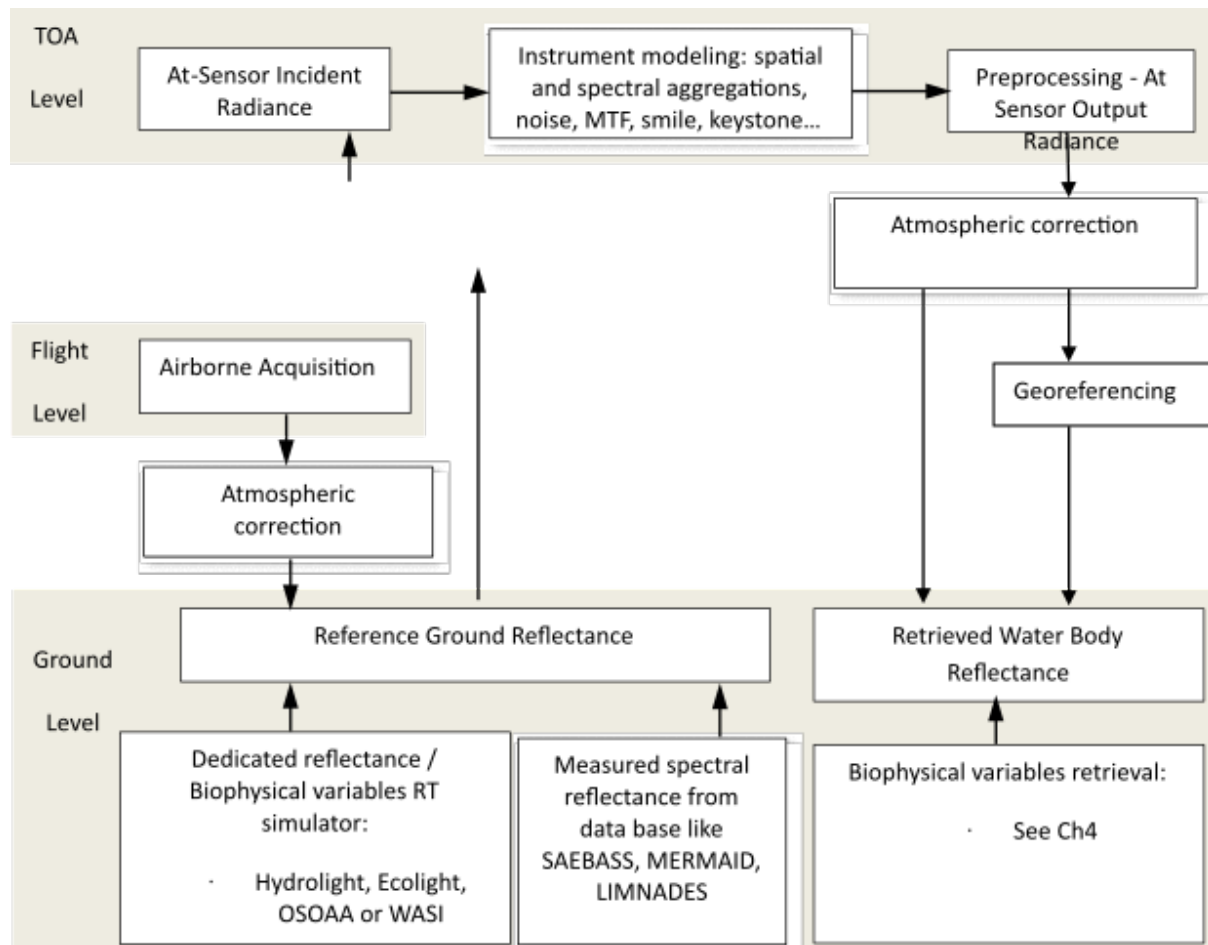 TOA
Level
At-Sensor Incident
Radiance
Instrument modeling: spatial
and spectral aggregations,
noise, MTF, smile, keystone...
Preprocessing - At
Sensor Output
Radiance
Atmospheric correction
Flight
Level
Airborne Acquisition
Georeferencing
Atmospheric
correction
Ground
Level
Reference Ground Reflectance
Retrieved Water Body
Reflectance
Dedicated reflectance /
Biophysical variables RT
simulator:
· Hydrolight, Ecolight,
OSOAA or WASI
Measured spectral
reflectance from
data base like
SAEBASS, MERMAID,
LIMNADES
Biophysical variables retrieval:
· See Ch4